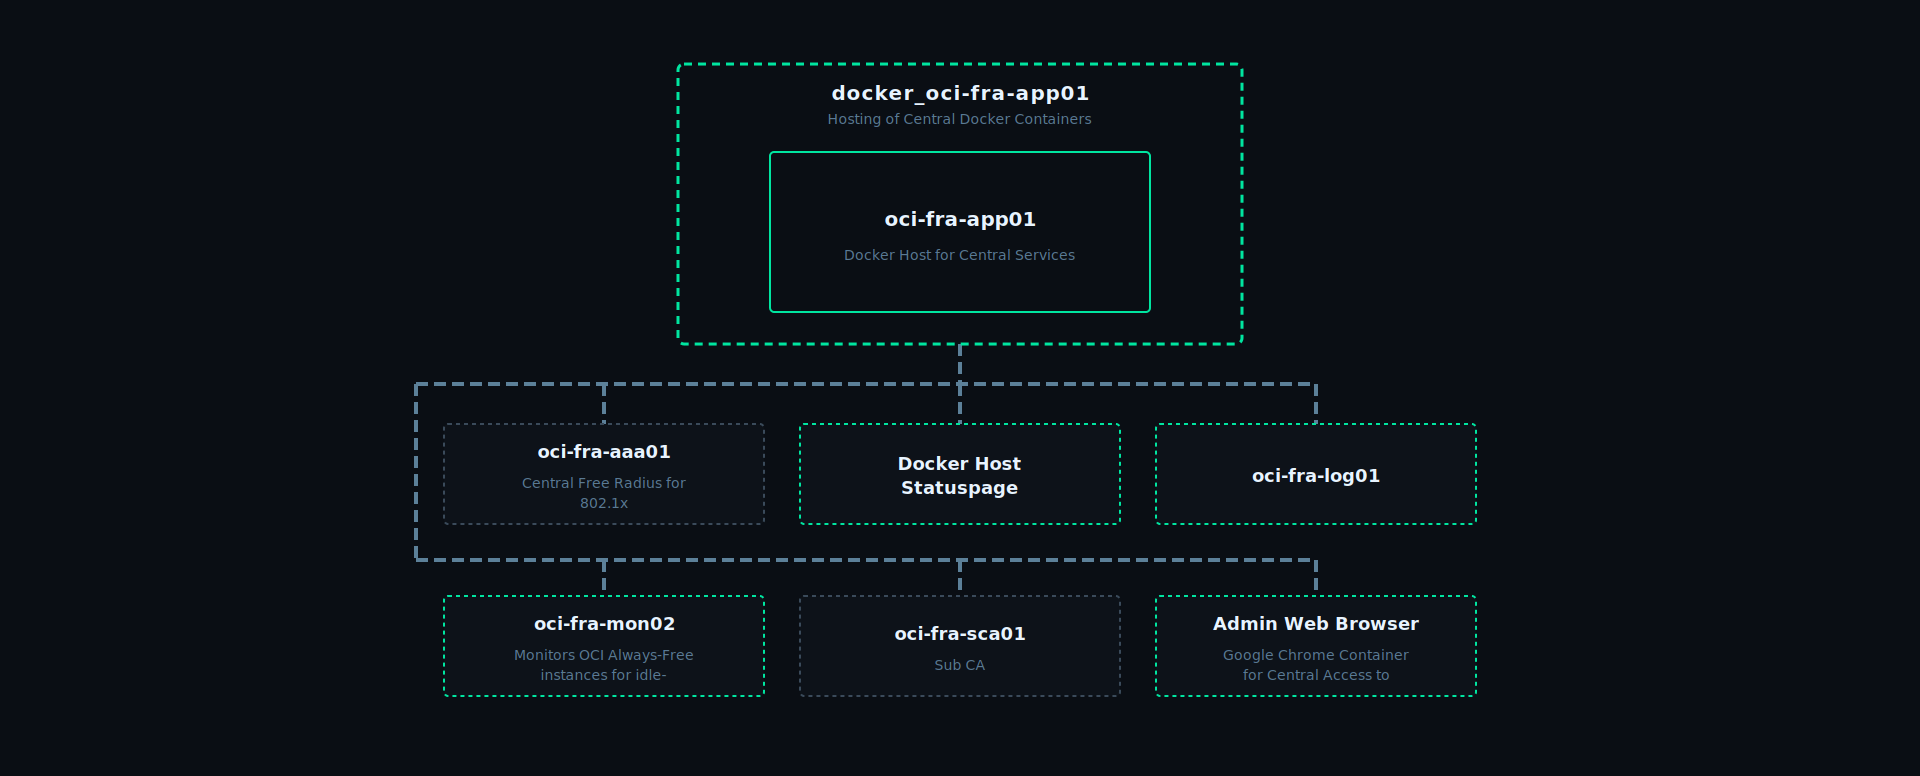 docker_oci-fra-app01
Hosting of Central Docker Containers
oci-fra-app01
Docker Host for Central Services
oci-fra-aaa01
Central Free Radius for
802.1x
Docker Host
Statuspage
oci-fra-log01
oci-fra-mon02
Monitors OCI Always-Free
instances for idle-
oci-fra-sca01
Sub CA
Admin Web Browser
Google Chrome Container
for Central Access to